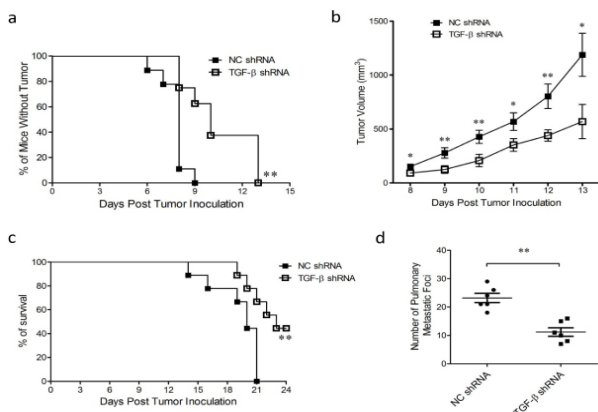 a
% of Mice Without Tumor
100
80
60
40
20
0
0 3 6 9 12 15
Days Post Tumor Inoculation
NC shRNA
TGF-β shRNA
**
b
Tumor Volume (mm³)
1500
1000
500
0
8 9 10 11 12 13
Days Post Tumor Inoculation
NC shRNA
TGF-β shRNA
* ** ** * ** *
c
% of survival
100
80
60
40
20
0
0 3 6 9 12 15 18 21 24
Days Post Tumor Inoculation
NC shRNA
TGF-β shRNA
**
d
Number of Pulmonary
Metastatic Foci
40
30
20
10
0
**
NC shRNA
TGF-β shRNA